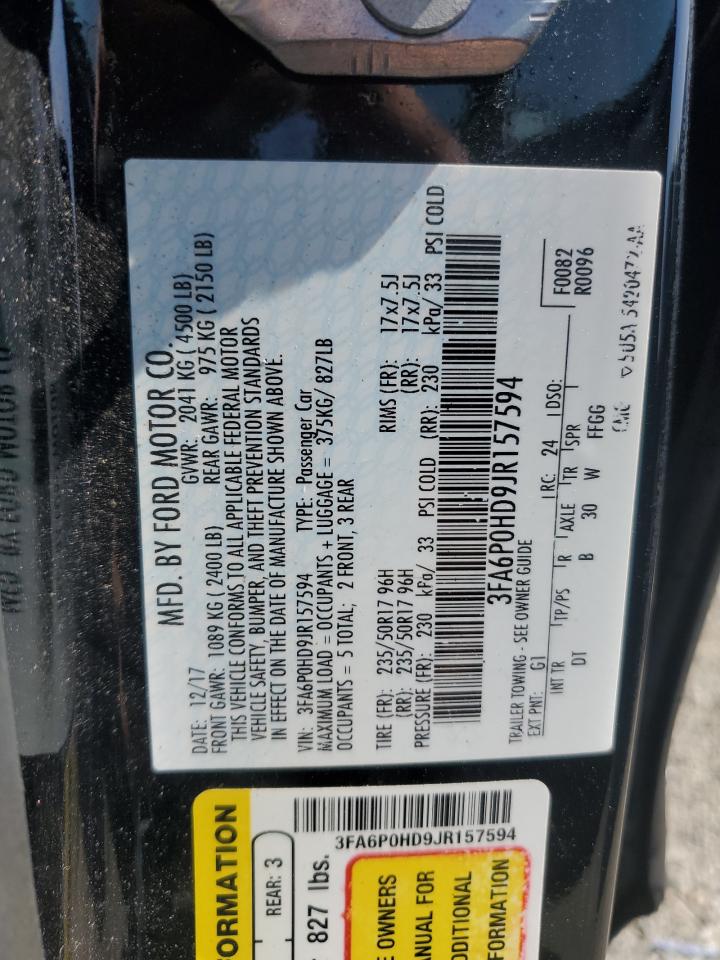 MFD. BY FORD MOTOR CO.
DATE: 12/17 GVWR: 2041 KG ( 4500 LB)
FRONT GAWR: 1089 KG ( 2400 LB) REAR GAWR: 975 KG ( 2150 LB)
THIS VEHICLE CONFORMS TO ALL APPLICABLE FEDERAL MOTOR
VEHICLE SAFETY, BUMPER, AND THEFT PREVENTION STANDARDS
IN EFFECT ON THE DATE OF MANUFACTURE SHOWN ABOVE.
VIN: 3FA6P0HD9JR157594 TYPE: Passenger Car
MAXIMUM LOAD = OCCUPANTS + LUGGAGE = 375KG/ 827LB
OCCUPANTS = 5 TOTAL; 2 FRONT, 3 REAR
TIRE (FR): 235/50R17 96H RIMS (FR): 17x7.5J
(RR): 235/50R17 96H (RR): 17x7.5J
PRESSURE (FR): 230 kPa/ 33 PSI COLD (RR): 230 kPa/ 33 PSI COLD
3FA6P0HD9JR157594
TRAILER TOWING - SEE OWNER GUIDE
F0082
R0096
EXT PNT: G1 RC: 24 DSO:
INT TR TP/PS R AXLE TR SPR
DT B 30 W FFGG
5U5A 5420472-AA
ORMATION
REAR: 3
827 lbs.
3FA6P0HD9JR157594
E OWNERS
ANUAL FOR
DDITIONAL
FORMATION